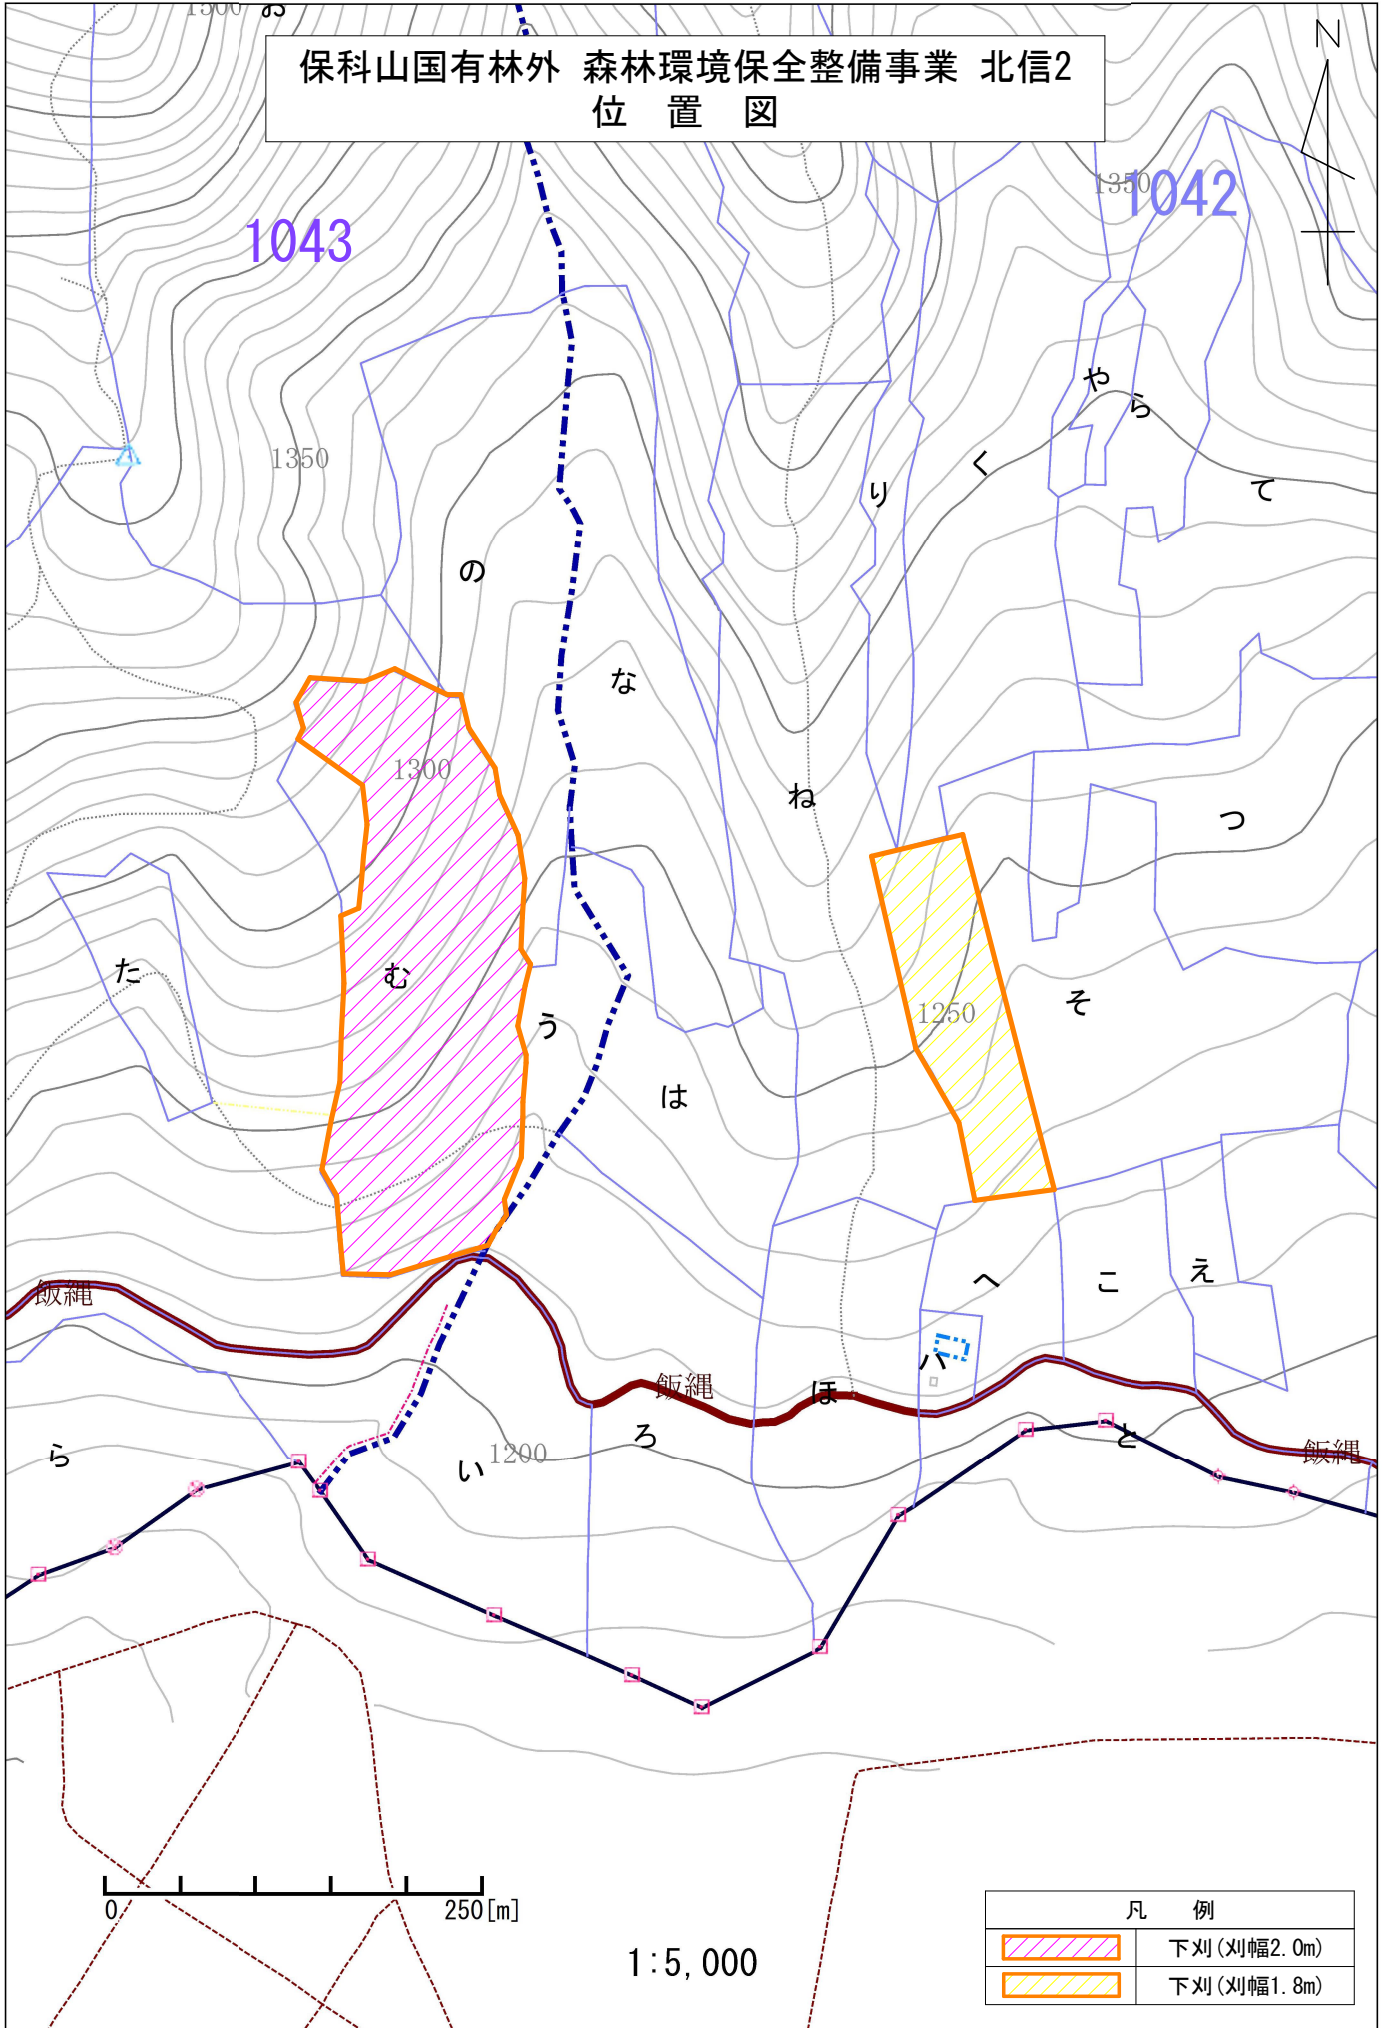 1500
お
保科山国有林外 森林環境保全整備事業 北信2
位 置 図
N
1043
1350
1042
や
ら
1350
り
く
て
の
な
1300
ね
つ
た
む
う
1250
そ
は
へ
こ
え
飯縄
飯縄
ハ
ほ
ろ
と
ら
い
1200
飯縄
0
250[m]
1:5,000
凡 例
下刈(刈幅2.0m)
下刈(刈幅1.8m)